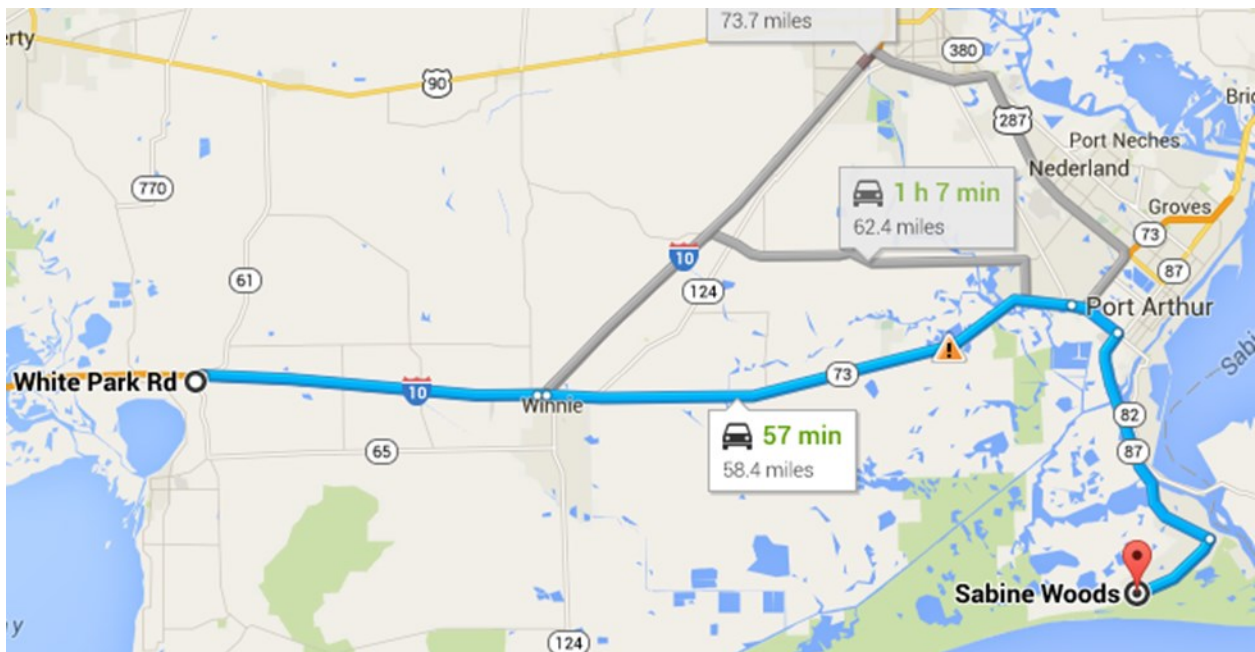 73.7 miles
erty
380
90
Bric
287
Port Neches
Nederland
1 h 7 min
62.4 miles
770
Groves
73
10
87
61
124
Port Arthur
White Park Rd
10
73
Winnie
57 min
58.4 miles
82
65
87
Sabi
Sabine Woods
y
124